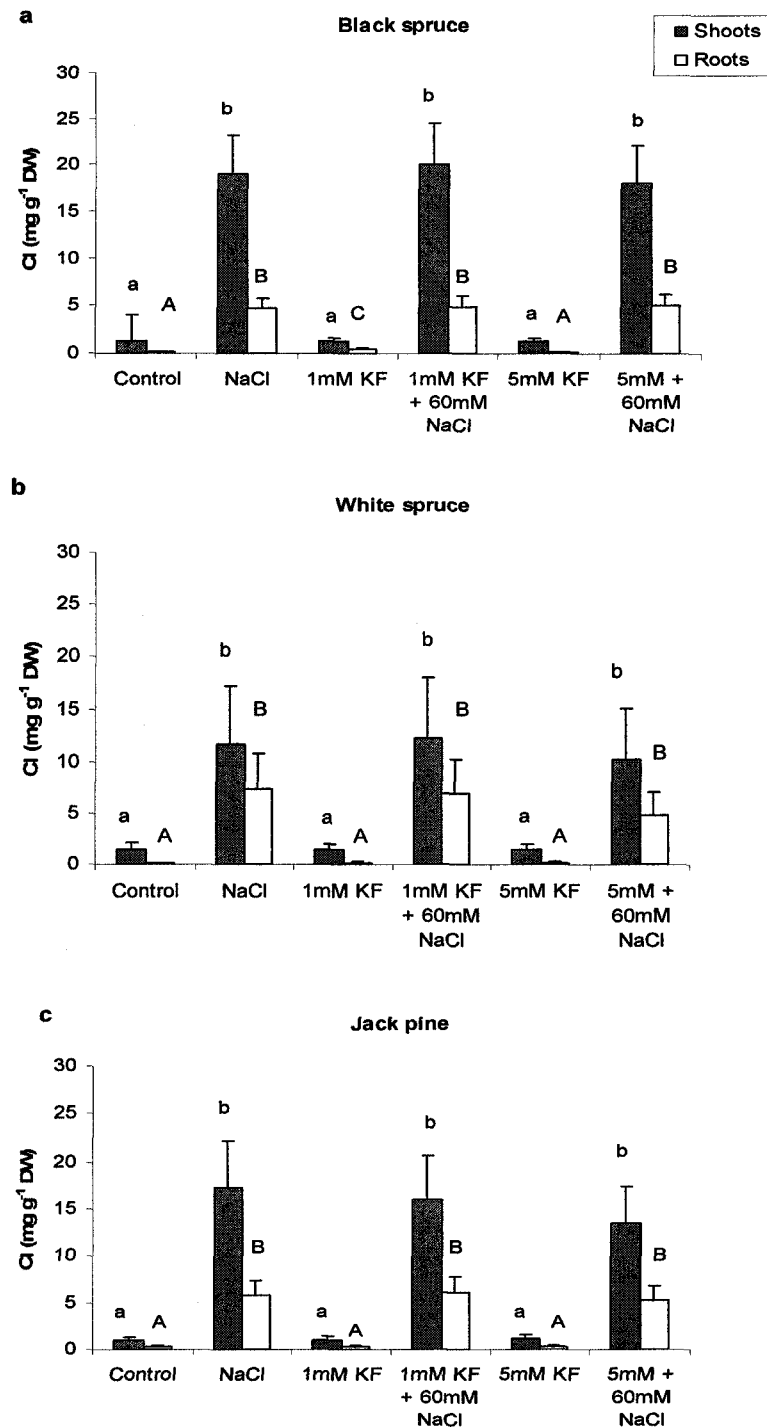 a
Black spruce
Shoots
Roots
30
25
20
15
10
5
0
Cl (mg g⁻¹ DW)
a A b B a C b B a A b B
Control NaCl 1mM KF 1mM KF 5mM KF 5mM +
+ 60mM 60mM
NaCl NaCl
b
White spruce
30
25
20
15
10
5
0
Cl (mg g⁻¹ DW)
a A b B a A b B a A b B
Control NaCl 1mM KF 1mM KF 5mM KF 5mM +
+ 60mM 60mM
NaCl NaCl
c
Jack pine
30
25
20
15
10
5
0
Cl (mg g⁻¹ DW)
a A b B a A b B a A b B
Control NaCl 1mM KF 1mM KF 5mM KF 5mM +
+ 60mM 60mM
NaCl NaCl